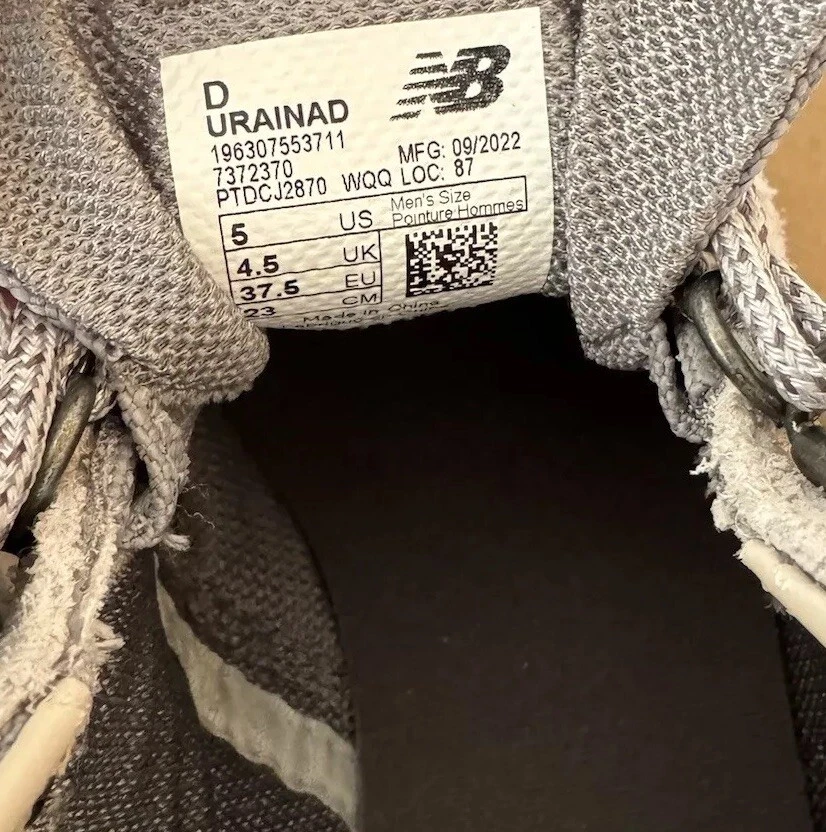 D
URAINAD
NB
196307553711
7372370 MFG: 09/2022
PTDCJ2870 WQQ LOC: 87
5 US Men's Size
Pointure Hommes
4.5 UK
37.5 EU
23 CM
Made in China